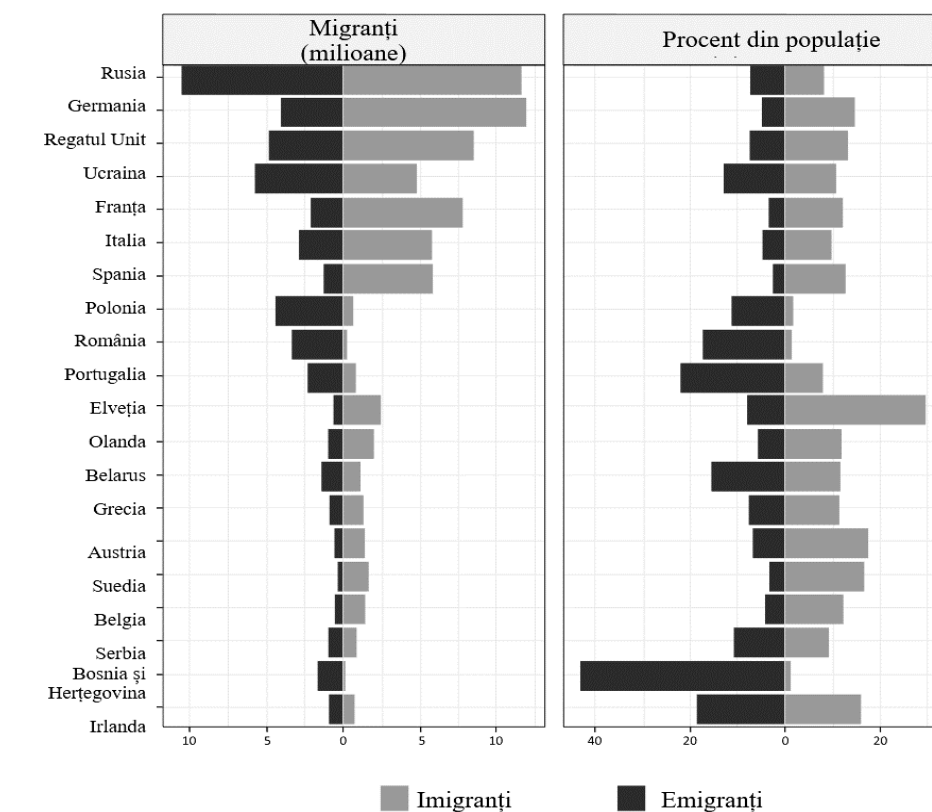 Migranți
(milioane)
Procent din populație
Rusia
Germania
Regatul Unit
Ucraina
Franța
Italia
Spania
Polonia
România
Portugalia
Elveția
Olanda
Belarus
Grecia
Austria
Suedia
Belgia
Serbia
Bosnia și
Herțegovina
Irlanda
10 5 0 5 10
40 20 0 20
Imigranți Emigranți